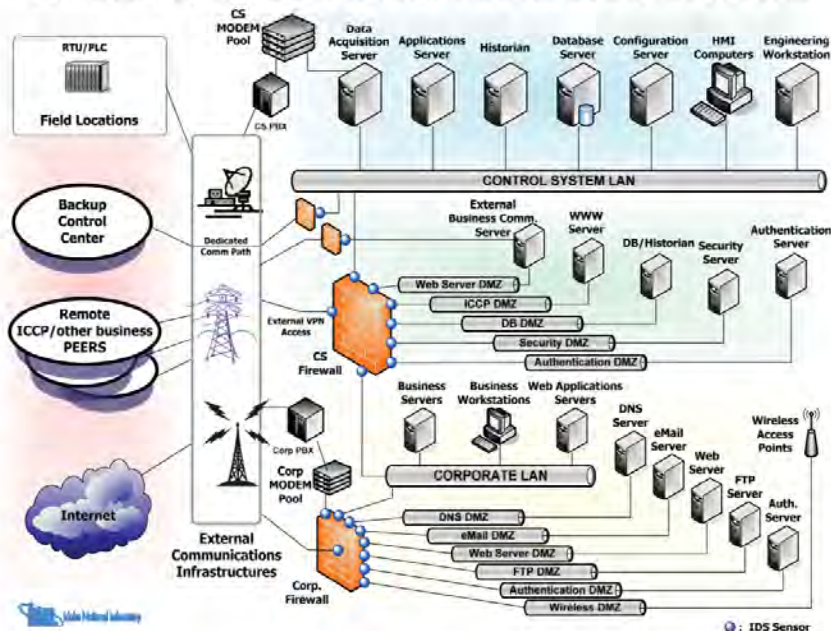 CS
MODEM
Pool
Data
Acquisition
Server
Applications
Server
Historian
Database
Server
Configuration
Server
HMI
Computers
Engineering
Workstation
RTU/PLC
Field Locations
CS PBX
CONTROL SYSTEM LAN
Backup
Control
Center
Dedicated
Comm Path
External
Business Comm.
Server
WWW
Server
DB/Historian
Security
Server
Authentication
Server
Web Server DMZ
ICCP DMZ
DB DMZ
Security DMZ
Authentication DMZ
Remote
ICCP/other business
PEERS
External VPN
Access
CS
Firewall
Business
Servers
Business
Workstations
Web Applications
Servers
DNS
Server
eMail
Server
Web
Server
FTP
Server
Auth.
Server
Wireless
Access
Points
Corp PBX
Corp
MODEM
Pool
CORPORATE LAN
Internet
DNS DMZ
eMail DMZ
Web Server DMZ
FTP DMZ
Authentication DMZ
Wireless DMZ
External
Communications
Infrastructures
Corp.
Firewall
Idaho National Laboratory
: IDS Sensor